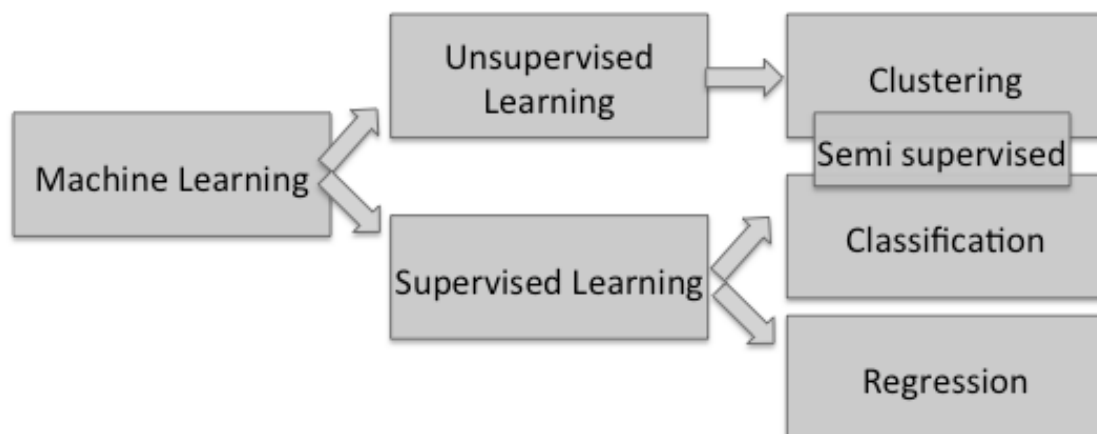 Machine Learning
Unsupervised
Learning
Supervised Learning
Clustering
Semi supervised
Classification
Regression